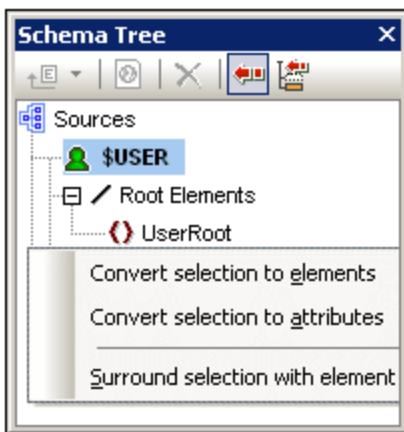 Schema Tree
Sources
$USER
Root Elements
UserRoot
Convert selection to elements
Convert selection to attributes
Surround selection with element